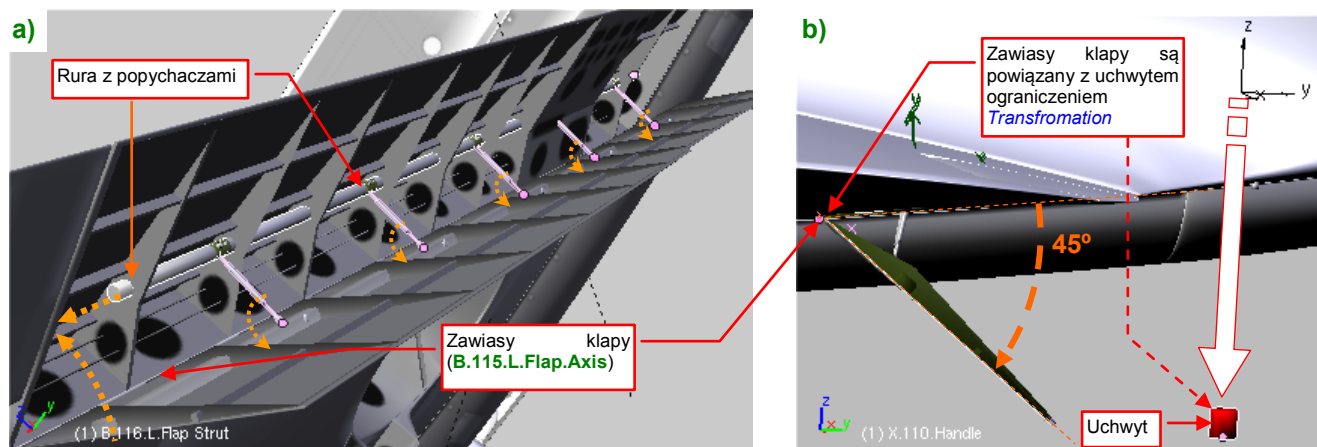 a)
Rura z popychaczami
Zawiasy klapy
(B.115.L.Flap.Axis)
z
y
(1) B.116.L.Flap Strut
b)
Zawiasy klapy są
powiązany z uchwytem
ograniczeniem
Transfromation
z
x
y
x
45º
Uchwyt
z
x
y
(1) X.110.Handle